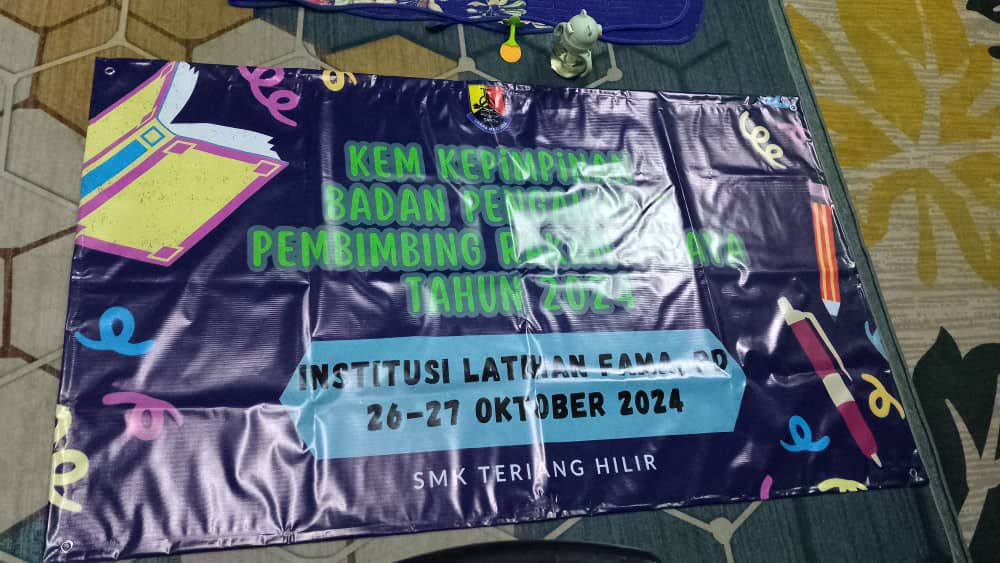 KEM KEPIMPINAN
BADAN
PEMBIMBING
TAHUN 2024
INSTITUSI LATIHAN FAMA,
26-27 OKTOBER 2024
SMK TERIANG HILIR